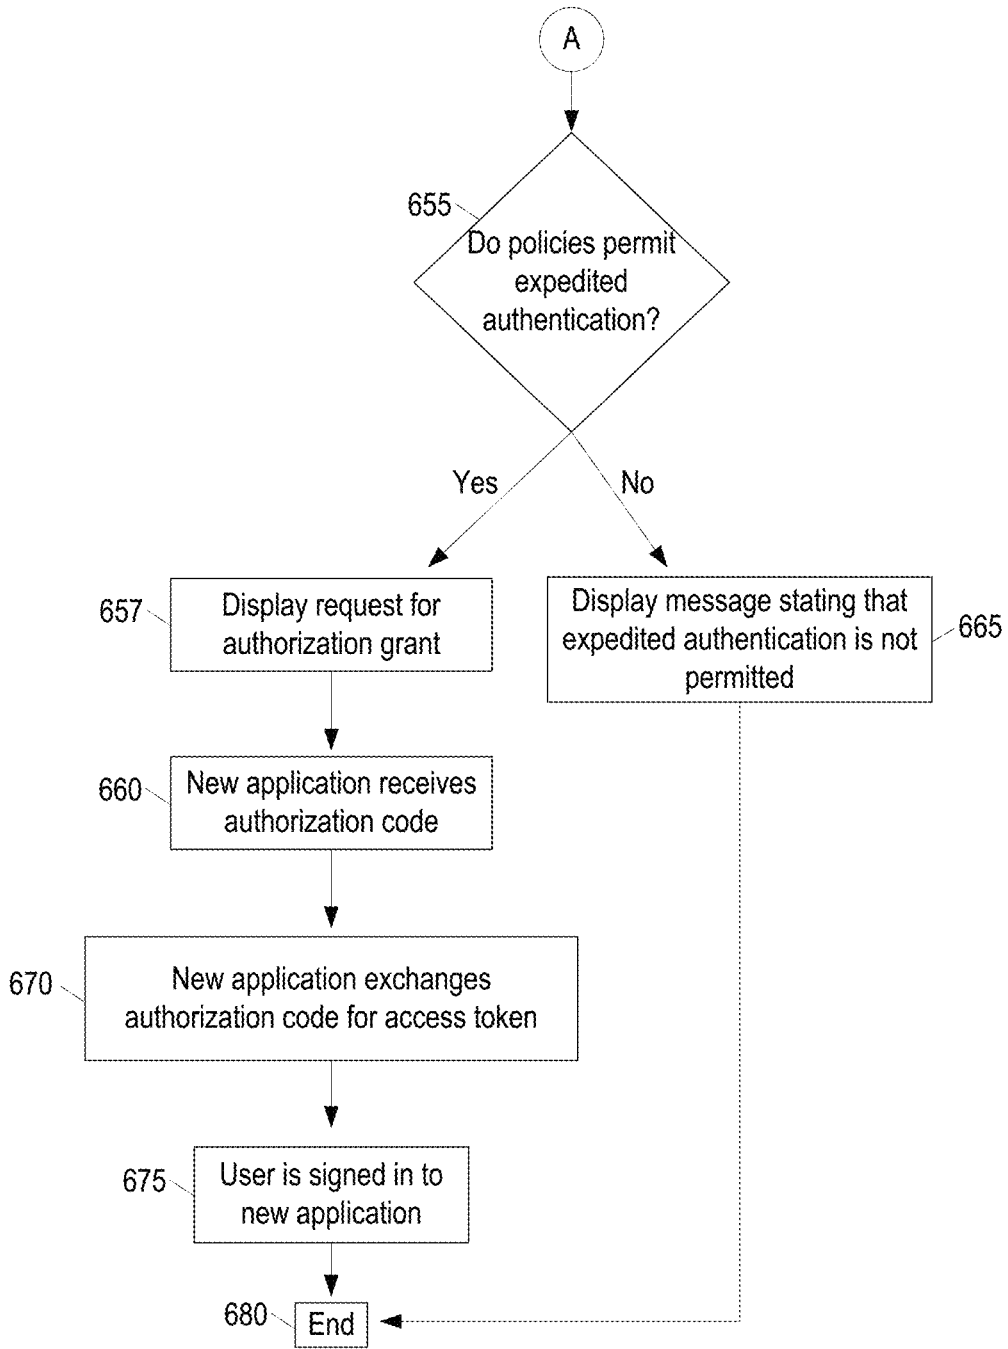 A
655
Do policies permit
expedited
authentication?
Yes
No
657
Display request for
authorization grant
Display message stating that
expedited authentication is not
permitted
665
660
New application receives
authorization code
670
New application exchanges
authorization code for access token
675
User is signed in to
new application
680
End